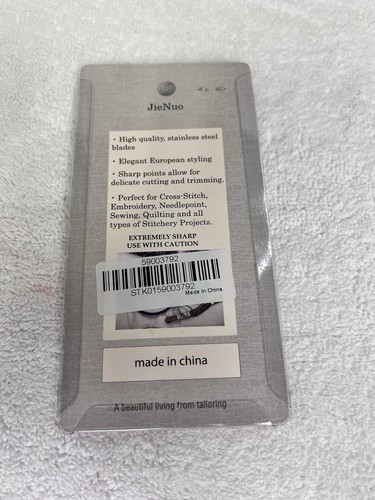 JieNuo
• High quality, stainless steel
blades
• Elegant European styling
• Sharp points allow for
delicate cutting and trimming.
• Perfect for Cross-Stitch,
Embroidery, Needlepoint,
Sewing, Quilting and all
types of Stitchery Projects.
EXTREMELY SHARP
USE WITH CAUTION
59003792
STK0159003792
Made In China
made in china
A beautiful living from tailoring